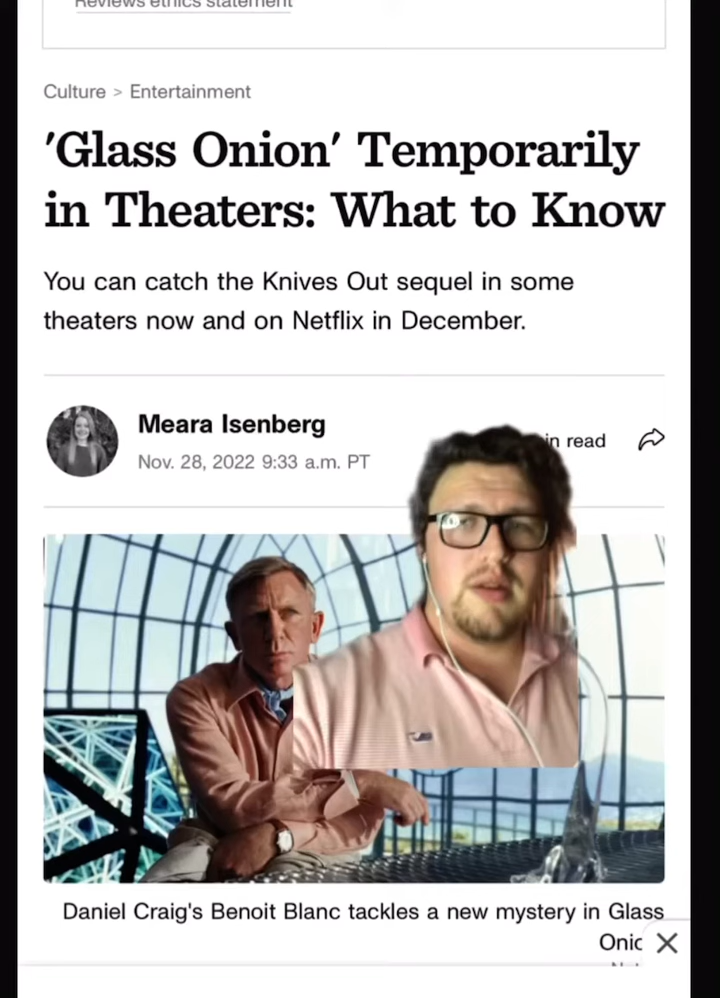 Reviews ethics statement
Culture > Entertainment
'Glass Onion' Temporarily
in Theaters: What to Know
You can catch the Knives Out sequel in some
theaters now and on Netflix in December.
Meara Isenberg
Nov. 28, 2022 9:33 a.m. PT
in read
Daniel Craig's Benoit Blanc tackles a new mystery in Glass
Onic